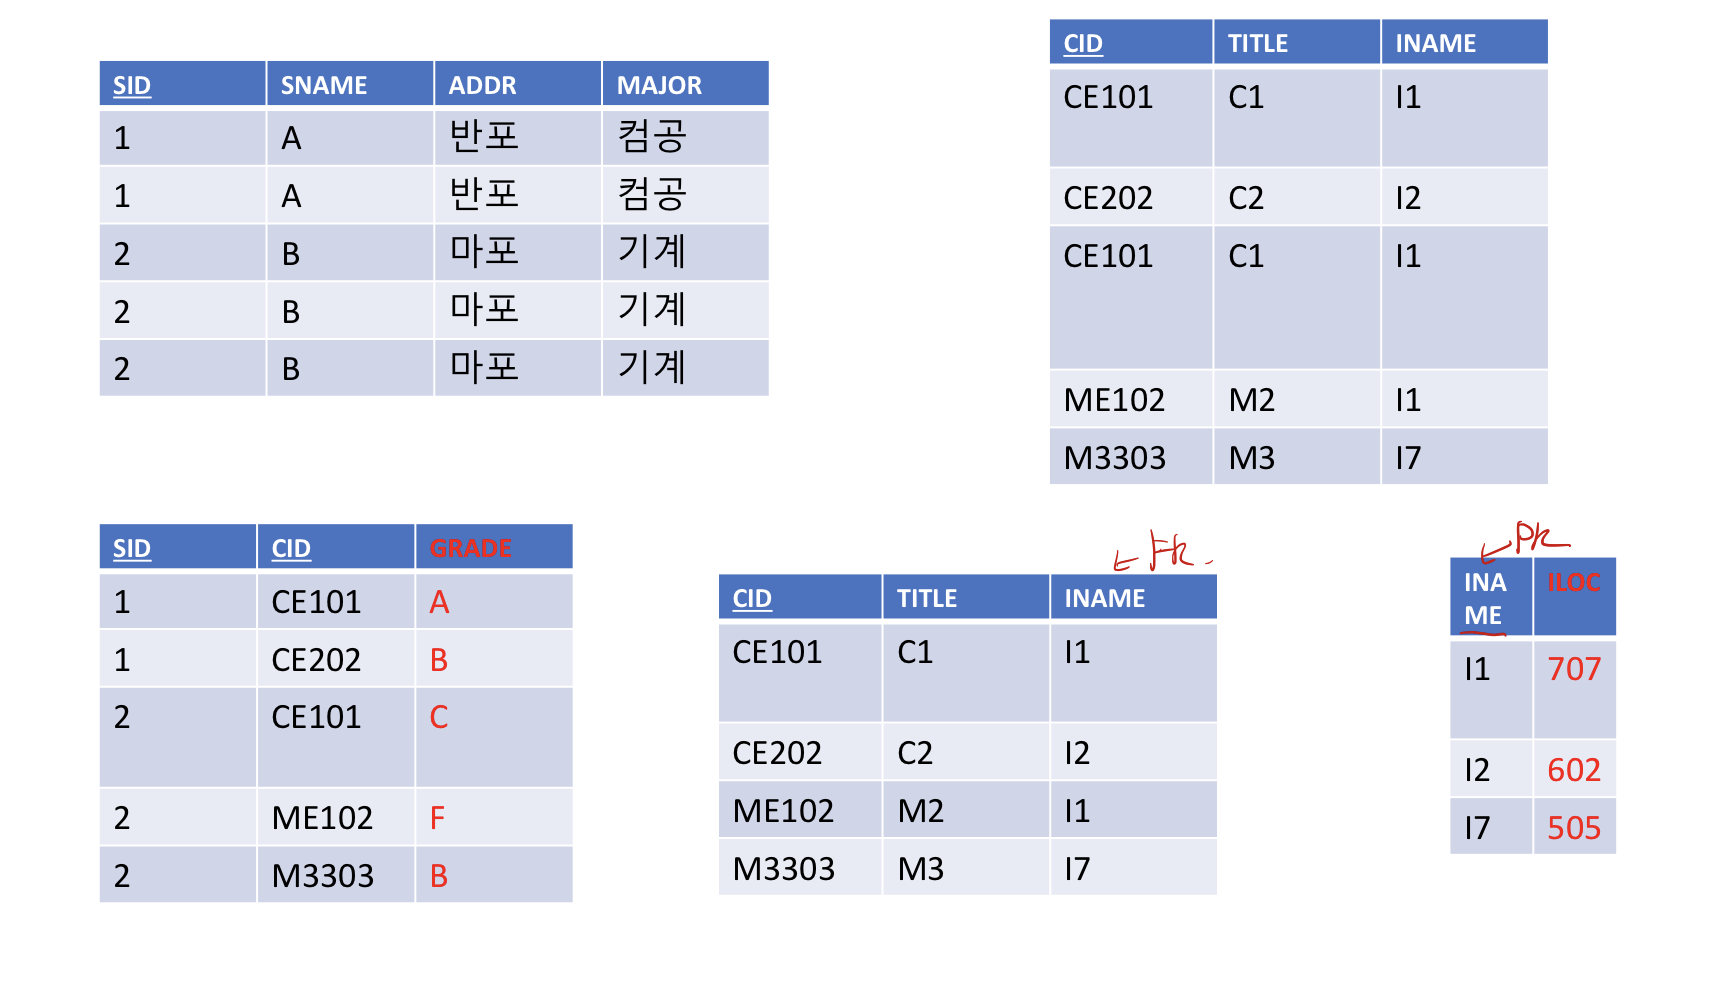 SID SNAME ADDR MAJOR
1 A 반포 컴공
1 A 반포 컴공
2 B 마포 기계
2 B 마포 기계
2 B 마포 기계
CID TITLE INAME
CE101 C1 I1
CE202 C2 I2
CE101 C1 I1
ME102 M2 I1
M3303 M3 I7
SID CID GRADE
1 CE101 A
1 CE202 B
2 CE101 C
2 ME102 F
2 M3303 B
FK.
CID TITLE INAME
CE101 C1 I1
CE202 C2 I2
ME102 M2 I1
M3303 M3 I7
PK
INA ILOC
ME
I1 707
I2 602
I7 505